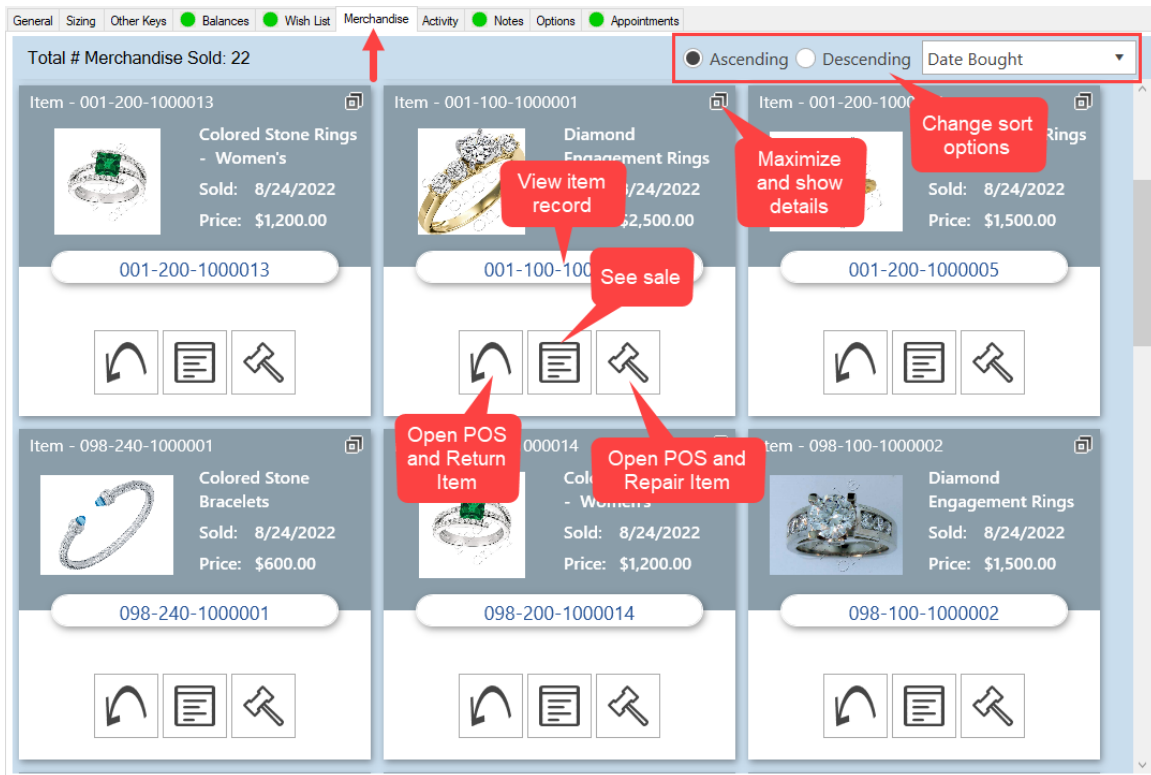 General Sizing Other Keys Balances Wish List Merchandise Activity Notes Options Appointments
Total # Merchandise Sold: 22
Ascending Descending Date Bought
Change sort
options
Item - 001-200-1000013
Colored Stone Rings
- Women's
Sold: 8/24/2022
Price: $1,200.00
001-200-1000013
Item - 001-100-1000001
Diamond
Engagement Rings
/24/2022
$2,500.00
001-100-100
Maximize
and show
details
View item
record
See sale
Item - 001-200-100
Rings
Sold: 8/24/2022
Price: $1,500.00
001-200-1000005
Open POS
and Return
Item
Open POS and
Repair Item
Item - 098-240-1000001
Colored Stone
Bracelets
Sold: 8/24/2022
Price: $600.00
098-240-1000001
000014
Col
- Women's
Sold: 8/24/2022
Price: $1,200.00
098-200-1000014
Item - 098-100-1000002
Diamond
Engagement Rings
Sold: 8/24/2022
Price: $1,500.00
098-100-1000002